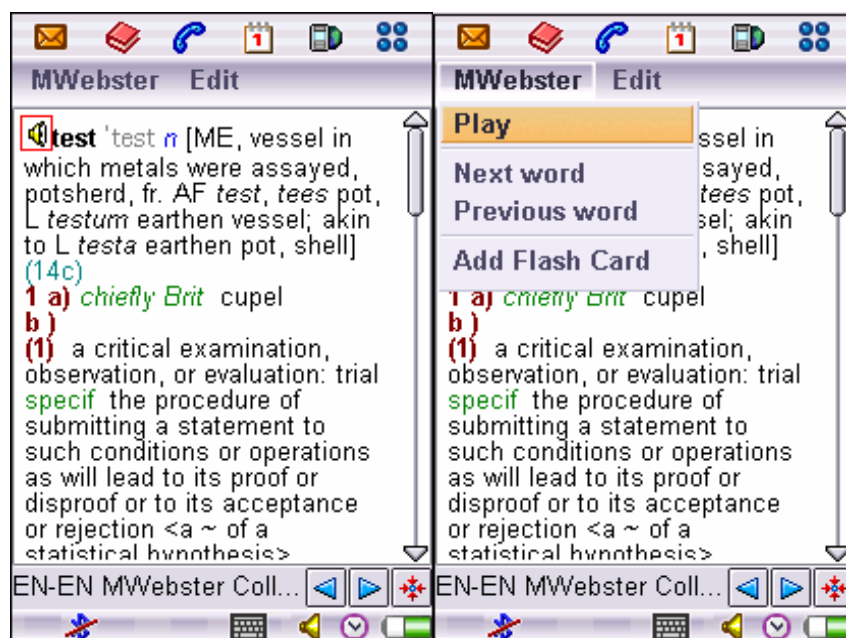 1
MWebster Edit
test 'test n [ME, vessel in
which metals were assayed,
potsherd, fr. AF test, tees pot,
L testum earthen vessel; akin
to L testa earthen pot, shell]
(14c)
1 a) chiefly Brit cupel
b )
(1) a critical examination,
observation, or evaluation: trial
specif the procedure of
submitting a statement to
such conditions or operations
as will lead to its proof or
disproof or to its acceptance
or rejection <a ~ of a
statistical hypothesis>
EN-EN MWebster Coll...
1
MWebster Edit
Play
Next word
Previous word
Add Flash Card
ssel in
sayed,
tees pot,
sel; akin
, shell]
1 a) chiefly Brit cupel
b )
(1) a critical examination,
observation, or evaluation: trial
specif the procedure of
submitting a statement to
such conditions or operations
as will lead to its proof or
disproof or to its acceptance
or rejection <a ~ of a
statistical hypothesis>
EN-EN MWebster Coll...